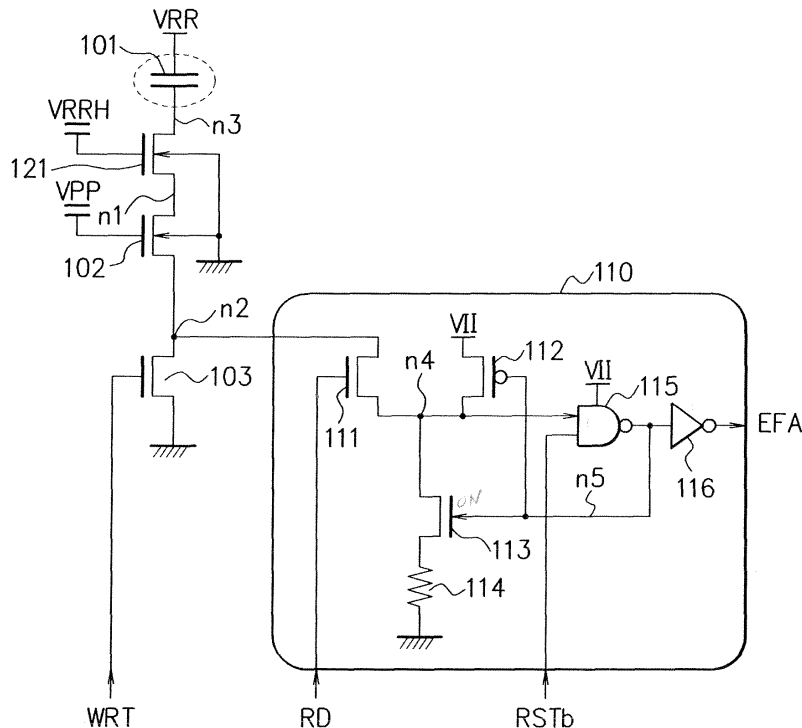 VRR
101
VRRH
n3
121
VPP
n1
102
110
n2
VII
112
n4
VII
115
103
111
EFA
116
n5
ON
113
114
WRT
RD
RSTb